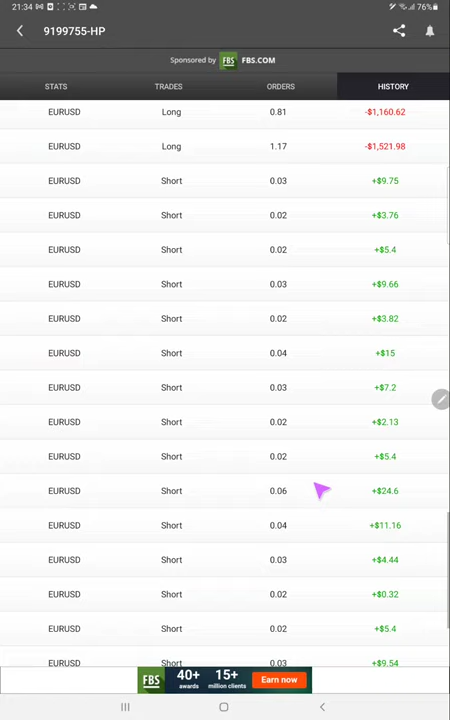 21:34 76%
9199755-HP
Sponsored by FBS FBS.COM
STATS TRADES ORDERS HISTORY
EURUSD Long 0.81 -$1,160.62
EURUSD Long 1.17 -$1,521.98
EURUSD Short 0.03 +$9.75
EURUSD Short 0.02 +$3.76
EURUSD Short 0.02 +$5.4
EURUSD Short 0.03 +$9.66
EURUSD Short 0.02 +$3.82
EURUSD Short 0.04 +$15
EURUSD Short 0.03 +$7.2
EURUSD Short 0.02 +$2.13
EURUSD Short 0.02 +$5.4
EURUSD Short 0.06 +$24.6
EURUSD Short 0.04 +$11.16
EURUSD Short 0.03 +$4.44
EURUSD Short 0.02 +$0.32
EURUSD Short 0.02 +$5.4
EURUSD Short 0.03 +$9.54
FBS 40+ awards 15+ million clients Earn now